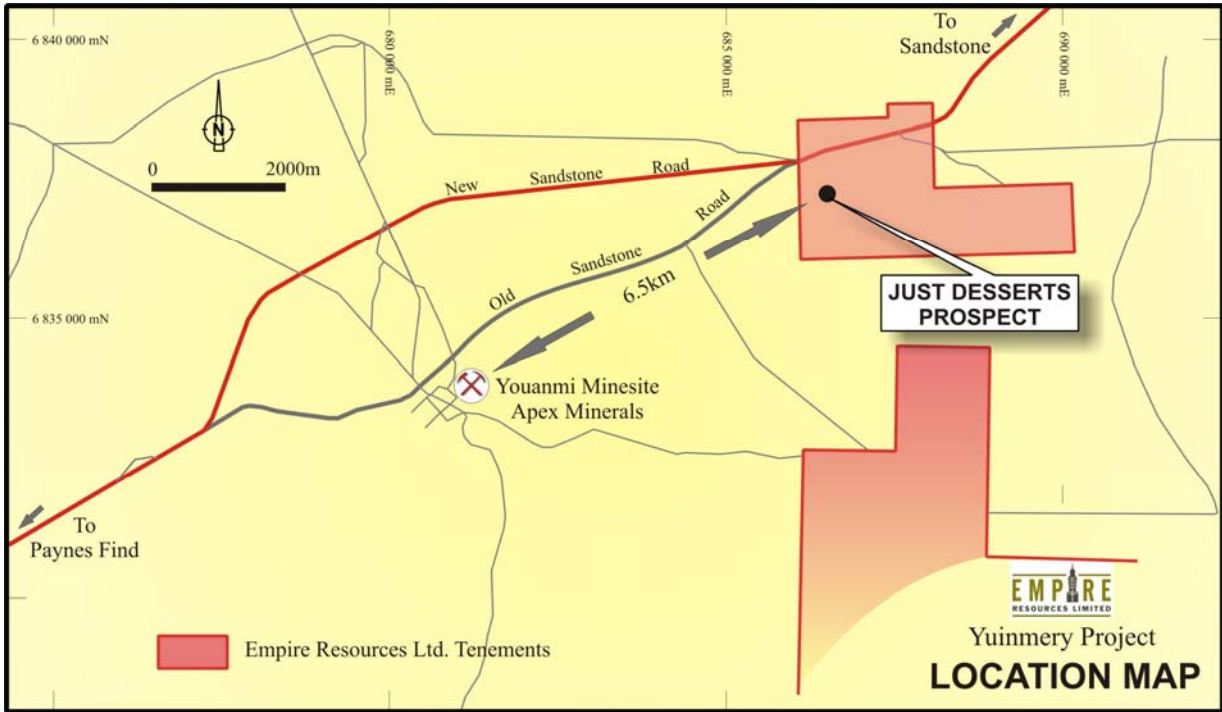 To
Sandstone
6 840 000 mN
680 000 mE
685 000 mE
690 000 mE
N
0 2000m
New Sandstone Road
Old Sandstone Road
6.5km
JUST DESSERTS
PROSPECT
6 835 000 mN
Youanmi Minesite
Apex Minerals
To
Paynes Find
EMPIRE
RESOURCES LIMITED
Empire Resources Ltd. Tenements
Yuinmery Project
LOCATION MAP